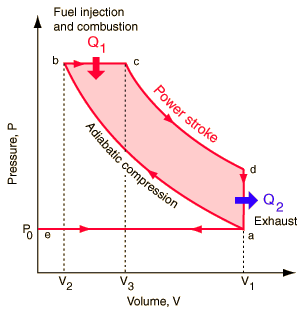 Fuel injection
and combustion
Q1
b
c
Power stroke
Adiabatic compression
Pressure, P
d
Q2
Exhaust
P0
e
a
V2
V3
V1
Volume, V